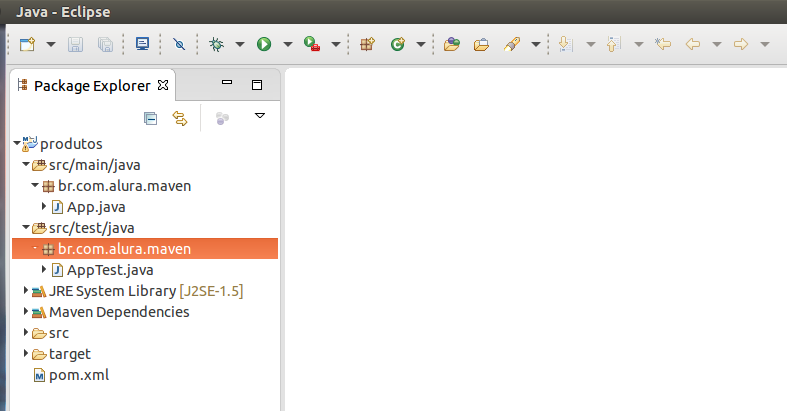 Java - Eclipse
Package Explorer
produtos
src/main/java
br.com.alura.maven
App.java
src/test/java
br.com.alura.maven
AppTest.java
JRE System Library [J2SE-1.5]
Maven Dependencies
src
target
pom.xml